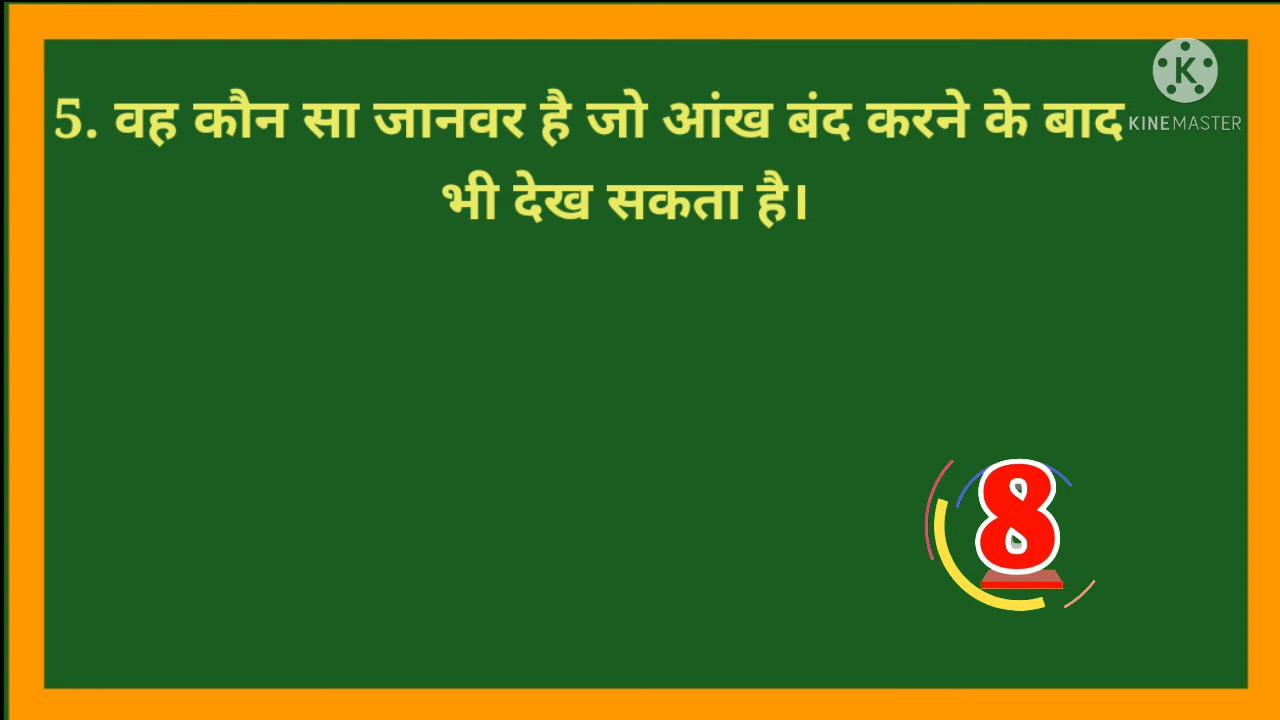 5. वह कौन सा जानवर है जो आंख बंद करने के बाद
भी देख सकता है।
K
KINEMASTER
8